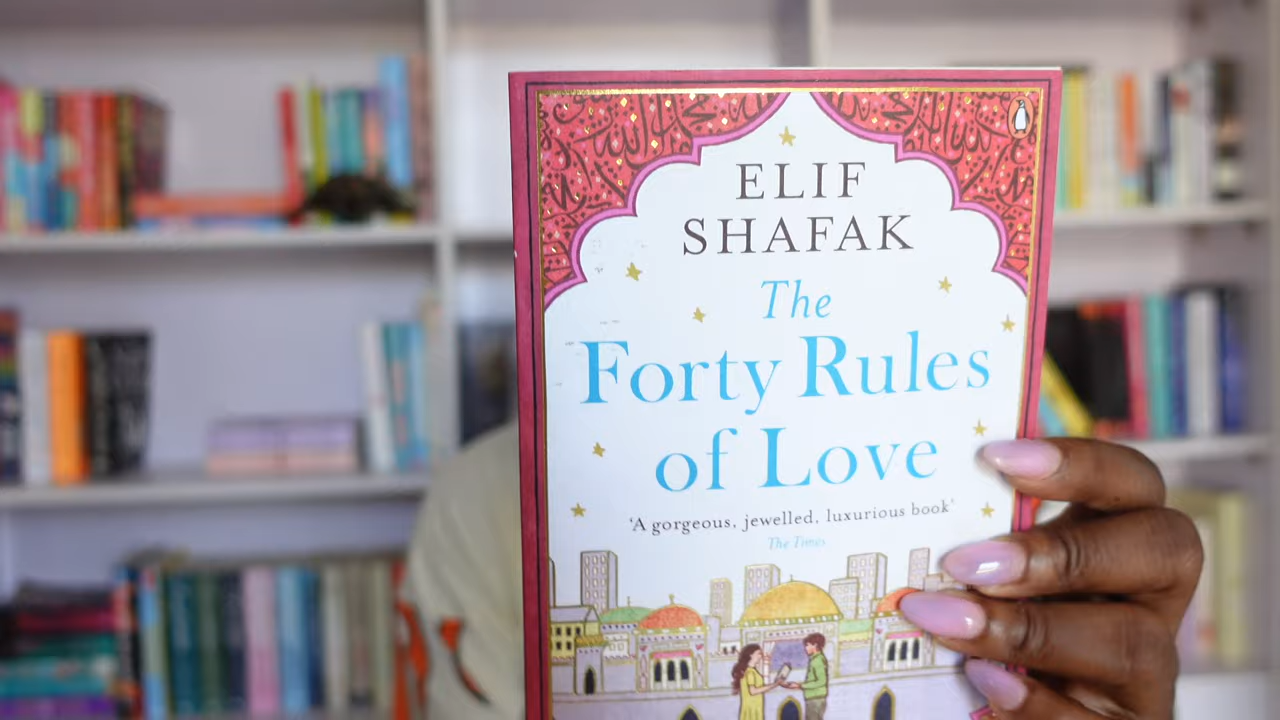 ELIF
SHAFAK
The
Forty Rules
of Love
‘A gorgeous, jewelled, luxurious book’
The Times